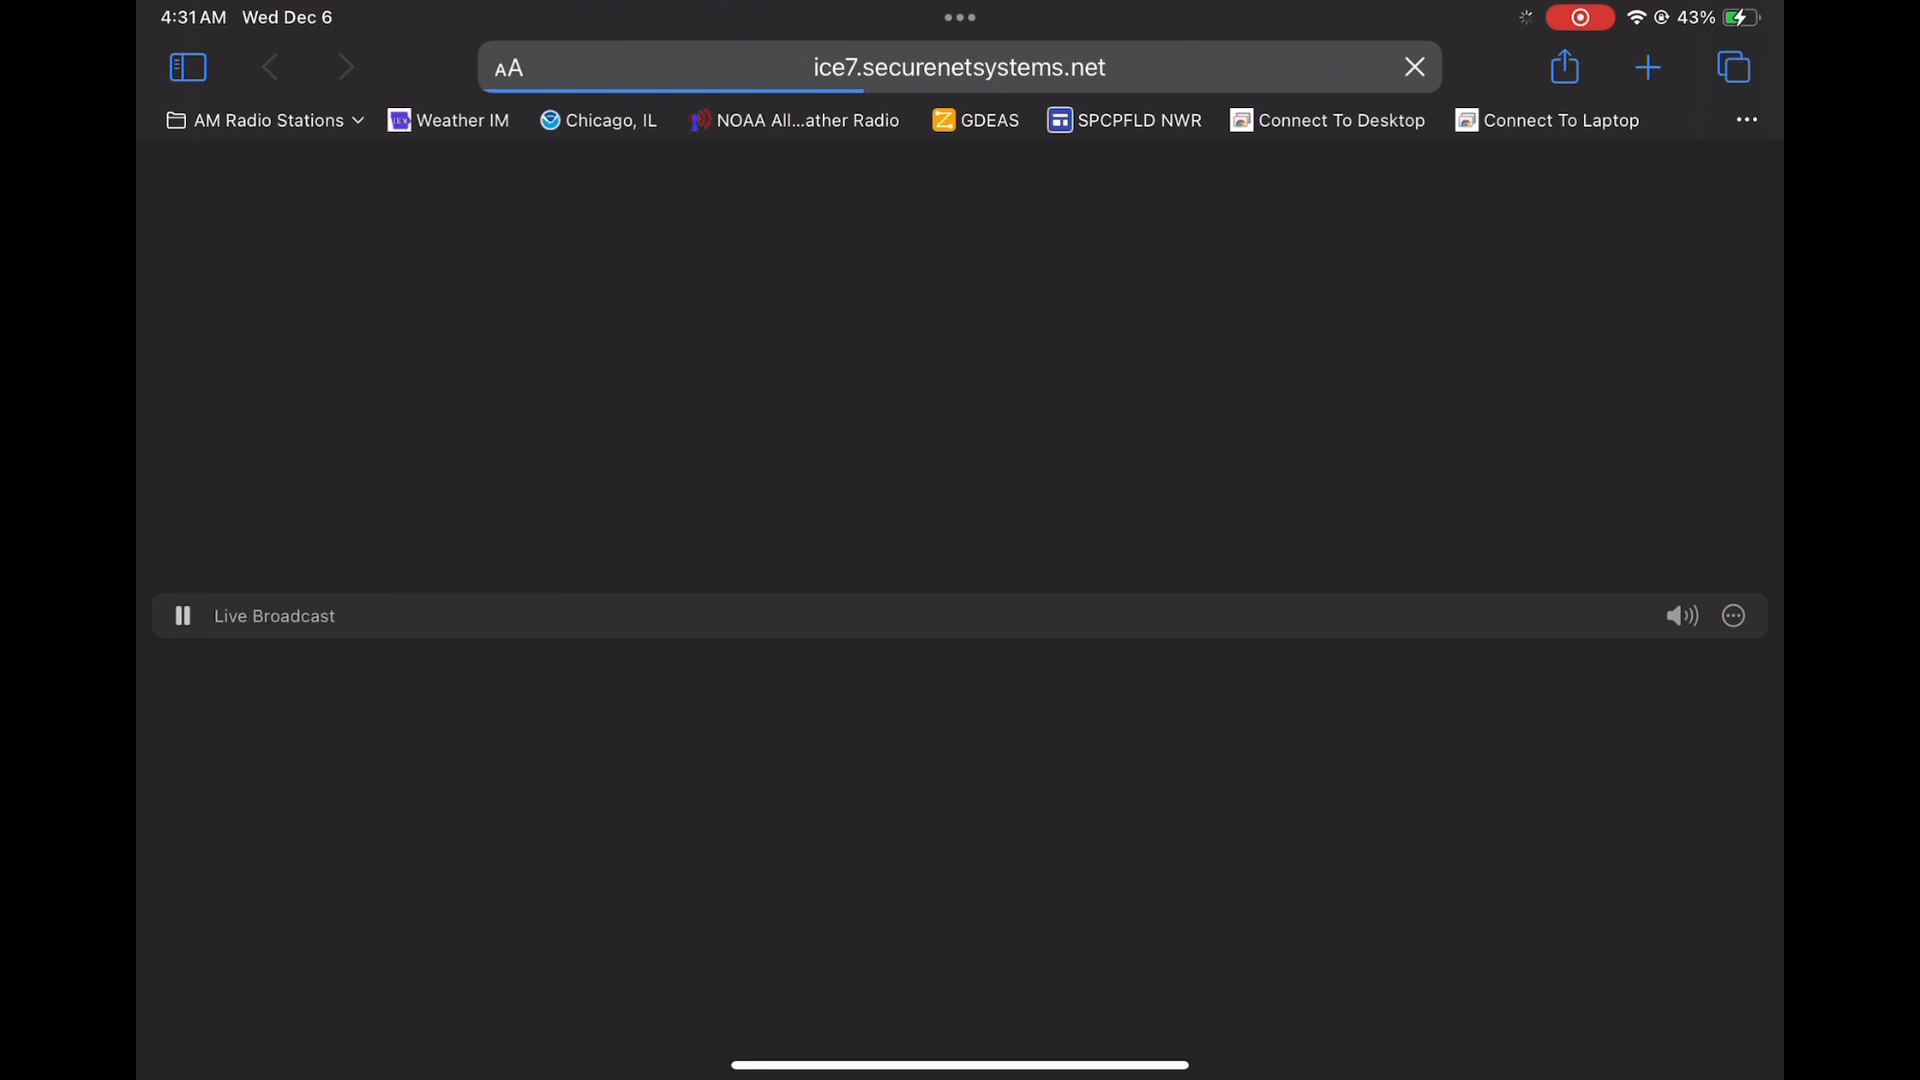 4:31 AM Wed Dec 6
43%
AA
ice7.securenetsystems.net
AM Radio Stations
Weather IM
Chicago, IL
NOAA All...ather Radio
GDEAS
SPCPFLD NWR
Connect To Desktop
Connect To Laptop
Live Broadcast